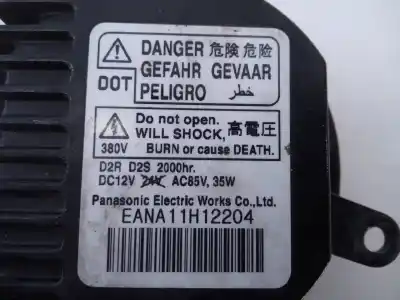 DANGER 危険 危险
DOT GEFAHR GEVAAR
PELIGRO خطر
Do not open.
WILL SHOCK, 高電圧
380V BURN or cause DEATH.
D2R D2S 2000hr.
DC12V 24V AC85V, 35W
Panasonic Electric Works Co.,Ltd.
EANA11H12204